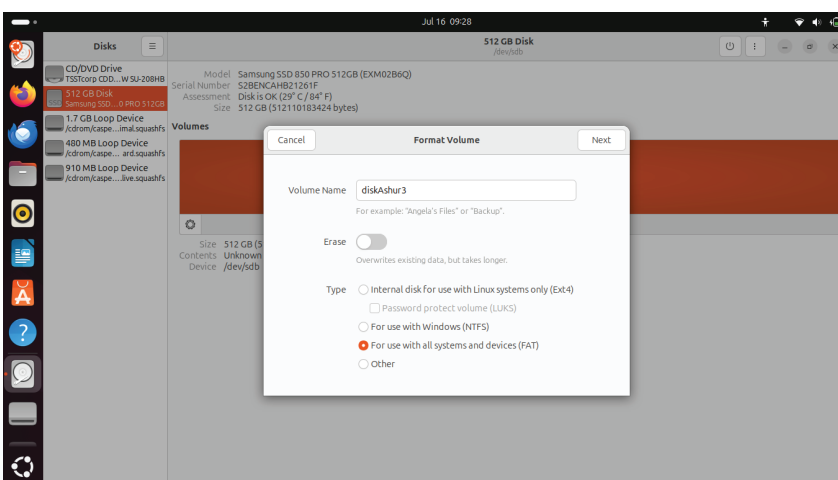 Jul 16 09:28
Disks
512 GB Disk
/dev/sdb
CD/DVD Drive
TSSTcorp CDD... W SU-208HB
512 GB Disk
Samsung SSD...0 PRO 512GB
1.7 GB Loop Device
/cdrom/caspe...imal.squashfs
480 MB Loop Device
/cdrom/caspe... ard.squashfs
910 MB Loop Device
/cdrom/caspe....live.squashfs
Model Samsung SSD 850 PRO 512GB (EXM02B6Q)
Serial Number S2BENCAHB21261F
Assessment Disk is OK (29° C / 84° F)
Size 512 GB (512110183424 bytes)
Volumes
Size 512 GB (5
Contents Unknown
Device /dev/sdb
Cancel
Format Volume
Next
Volume Name diskAshur3
For example: "Angela's Files" or "Backup".
Erase
Overwrites existing data, but takes longer.
Type Internal disk for use with Linux systems only (Ext4)
Password protect volume (LUKS)
For use with Windows (NTFS)
For use with all systems and devices (FAT)
Other